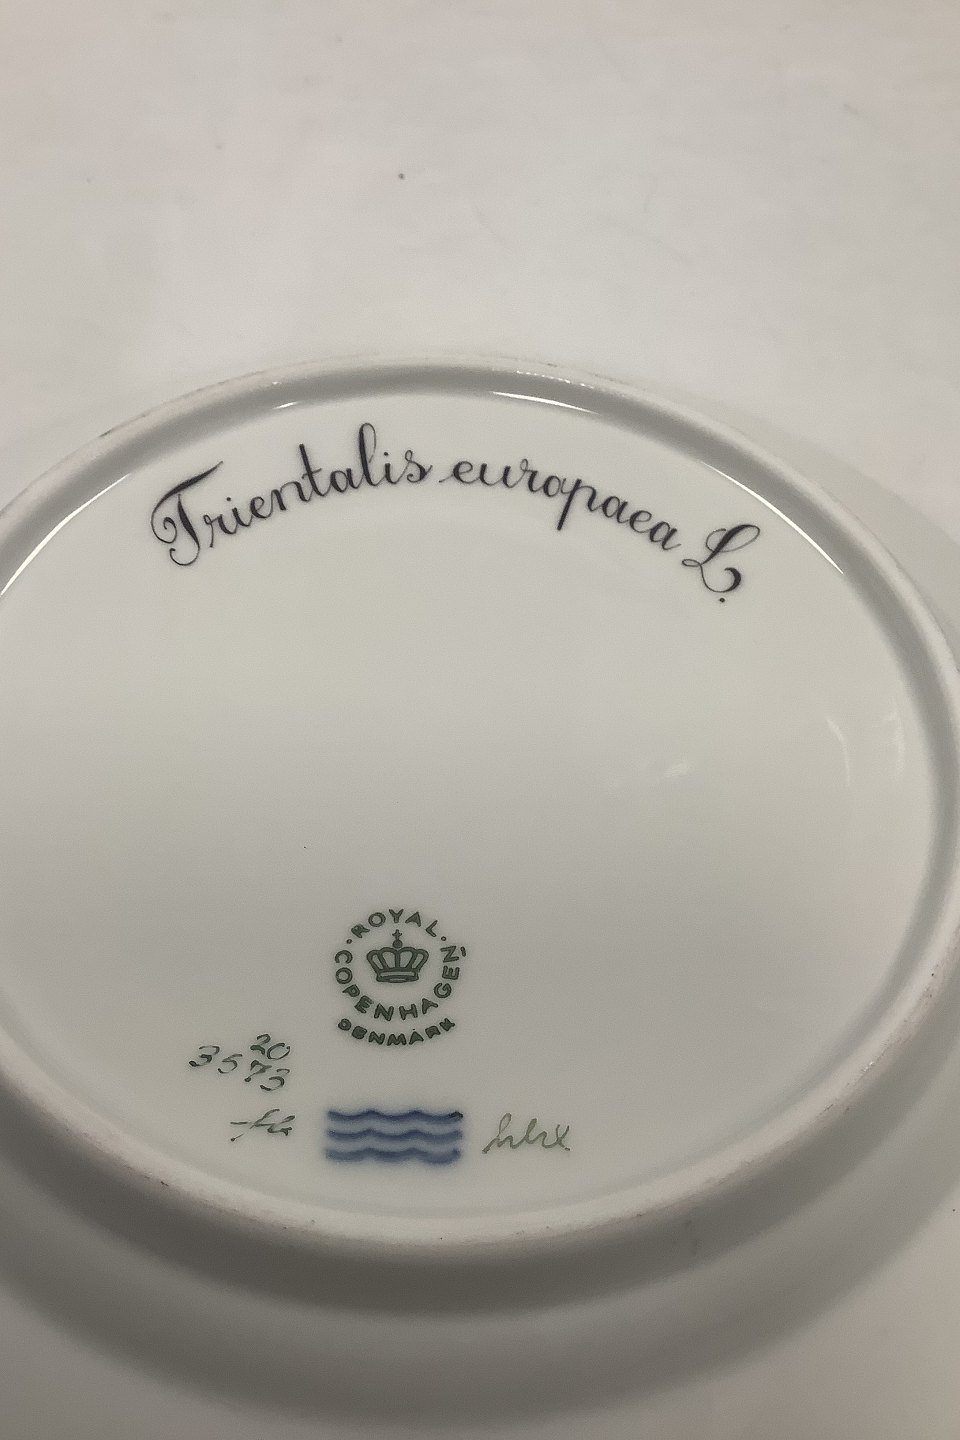 Trientalis europaea L.
ROYAL COPENHAGEN
DENMARK
20
3573